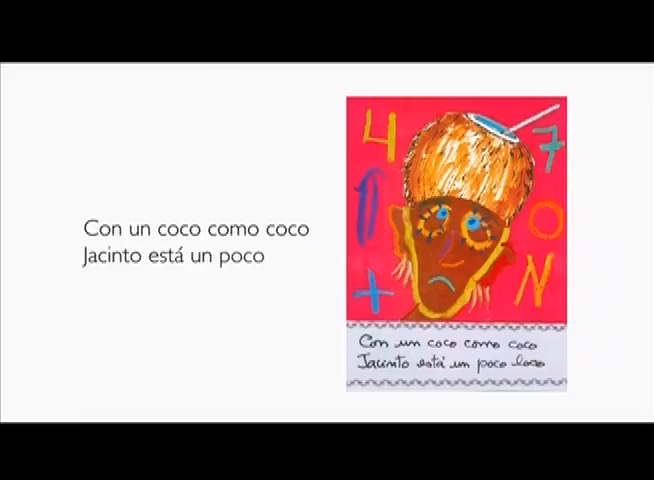 Con un coco como coco
Jacinto está un poco
4
7
O
+
N
Con un coco como coco
Jacinto está un poco loco